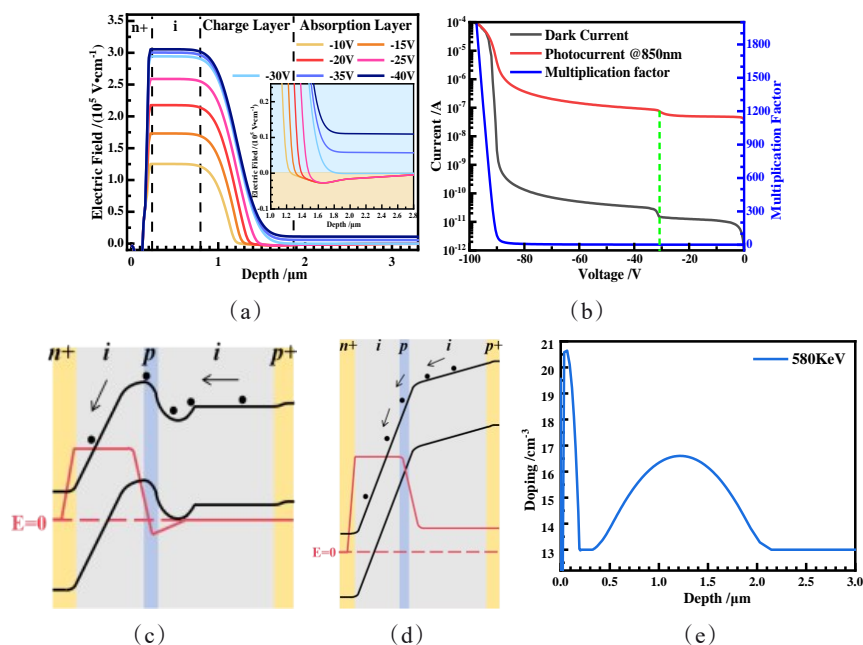 n+ i Charge Layer Absorption Layer
-10V -15V
-20V -25V
-30V -35V -40V
Electric Field /(10⁵ V•cm⁻¹)
3.5
3.0
2.5
2.0
1.5
1.0
0.5
0.0
0 1 2 3
Depth /μm
Electric Filed /(10⁵ V·cm⁻¹)
0.2
0.1
0.0
-0.1
1.0 1.2 1.4 1.6 1.8 2.0 2.2 2.4 2.6 2.8
Depth /μm
(a)
Dark Current
Photocurrent @850nm
Multiplication factor
Current /A
10⁻⁴
10⁻⁵
10⁻⁶
10⁻⁷
10⁻⁸
10⁻⁹
10⁻¹⁰
10⁻¹¹
10⁻¹²
-100 -80 -60 -40 -20 0
Voltage /V
1800
1500
1200
900
600
300
0
Multiplication Factor
(b)
n+ i p i p+
E=0
(c)
n+ i p i p+
E=0
(d)
580KeV
Doping /cm⁻³
21
20
19
18
17
16
15
14
13
0.0 0.5 1.0 1.5 2.0 2.5 3.0
Depth /μm
(e)